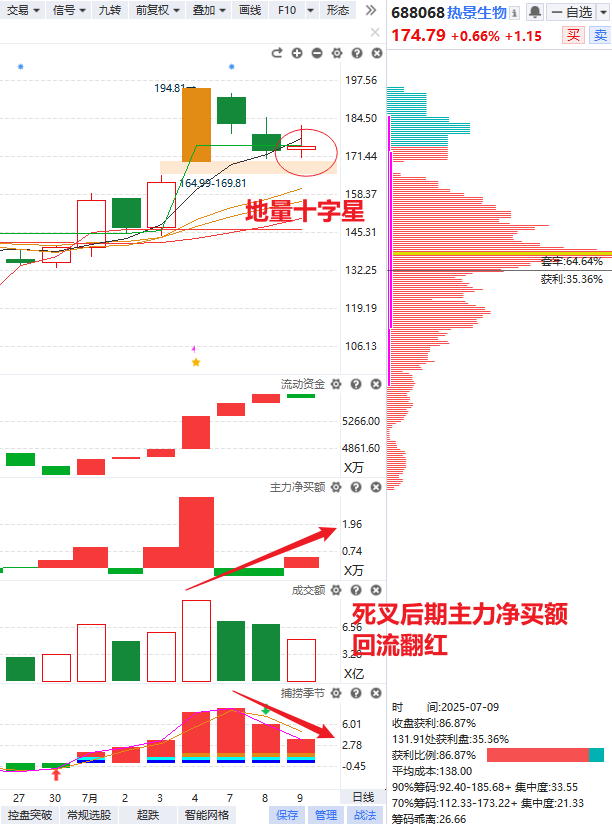 交易 信号 九转 前复权 叠加 画线 F10 形态
688068 热景生物 自选
174.79 +0.66% +1.15 买 卖
197.56
194.81
184.50
171.44
164.99-169.81
158.37
地量十字星
145.31
132.25
119.19
106.13
套牢:64.64%
获利:35.36%
流动资金
5266.00
4861.60
X万
主力净买额
1.96
0.74
X万
成交额
6.56
3.28
X亿
死叉后期主力净买额
回流翻红
捕捞季节
6.01
2.78
-0.45
27 30 7月 2 3 4 7 8 9 日线
控盘突破 常规选股 超跌 智能网格 保存 管理 战法
时 间:2025-07-09
收盘获利:86.87%
131.91处获利盘:35.36%
获利比例:86.87%
平均成本:138.00
90%筹码:92.40-185.68+ 集中度:33.55
70%筹码:112.33-173.22+ 集中度:21.33
筹码乖离:26.66